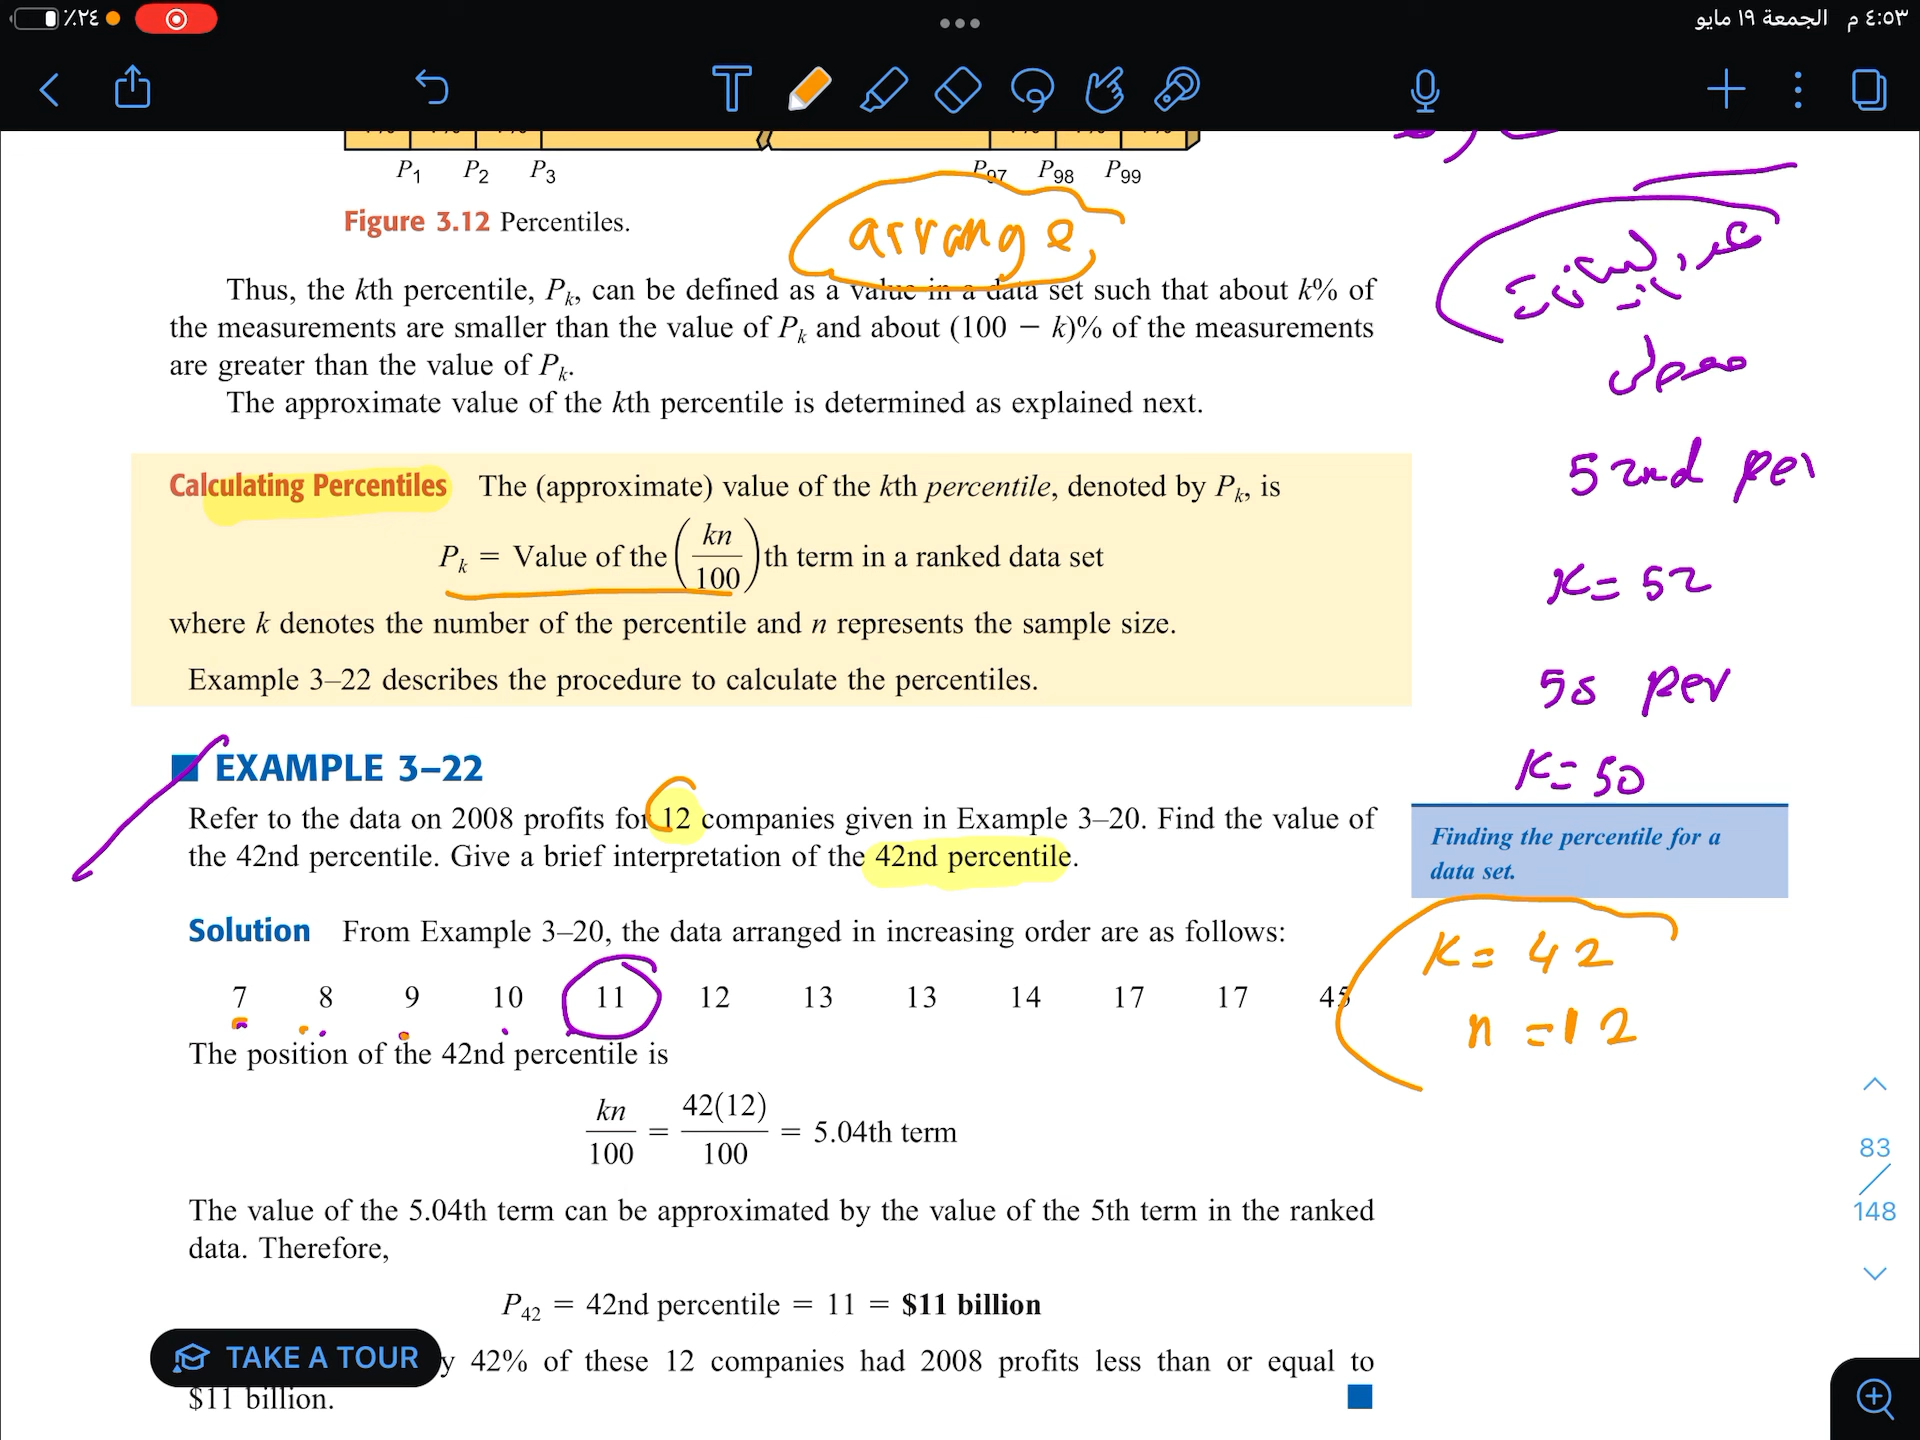 ٪٢٤
٤:٥٣ م الجمعة ١٩ مايو
P1 P2 P3 P97 P98 P99
Figure 3.12 Percentiles.
arrange
Thus, the kth percentile, Pk, can be defined as a value in a data set such that about k% of
the measurements are smaller than the value of Pk and about (100 − k)% of the measurements
are greater than the value of Pk.
The approximate value of the kth percentile is determined as explained next.
عدد البيانات
معطى
52nd per
K = 52
50 per
K = 50
Calculating Percentiles The (approximate) value of the kth percentile, denoted by Pk, is
Pk = Value of the (kn/100)th term in a ranked data set
where k denotes the number of the percentile and n represents the sample size.
Example 3–22 describes the procedure to calculate the percentiles.
EXAMPLE 3–22
Refer to the data on 2008 profits for 12 companies given in Example 3–20. Find the value of
the 42nd percentile. Give a brief interpretation of the 42nd percentile.
Finding the percentile for a
data set.
Solution From Example 3–20, the data arranged in increasing order are as follows:
7 8 9 10 11 12 13 13 14 17 17 45
K = 42
n = 12
The position of the 42nd percentile is
kn/100 = 42(12)/100 = 5.04th term
The value of the 5.04th term can be approximated by the value of the 5th term in the ranked
data. Therefore,
P42 = 42nd percentile = 11 = $11 billion
TAKE A TOUR
y 42% of these 12 companies had 2008 profits less than or equal to
$11 billion.
83
/
148